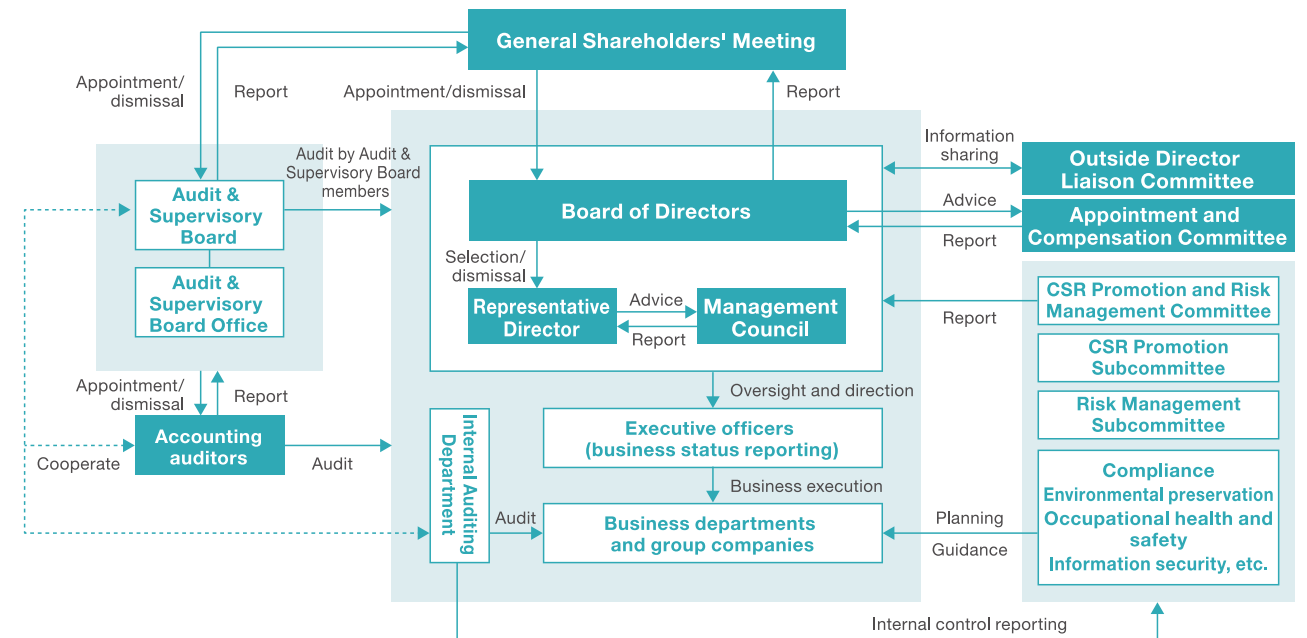 General Shareholders' Meeting
Appointment/
dismissal
Report
Appointment/dismissal
Report
Audit by Audit &
Supervisory Board
members
Information
sharing
Outside Director
Liaison Committee
Audit &
Supervisory
Board
Board of Directors
Advice
Report
Appointment and
Compensation Committee
Audit &
Supervisory
Board Office
Selection/
dismissal
Representative
Director
Advice
Report
Management
Council
Report
CSR Promotion and Risk
Management Committee
CSR Promotion
Subcommittee
Risk Management
Subcommittee
Appointment/
dismissal
Report
Oversight and direction
Accounting
auditors
Cooperate
Audit
Internal Auditing
Department
Executive officers
(business status reporting)
Business execution
Audit
Business departments
and group companies
Planning
Guidance
Compliance
Environmental preservation
Occupational health and
safety
Information security, etc.
Internal control reporting